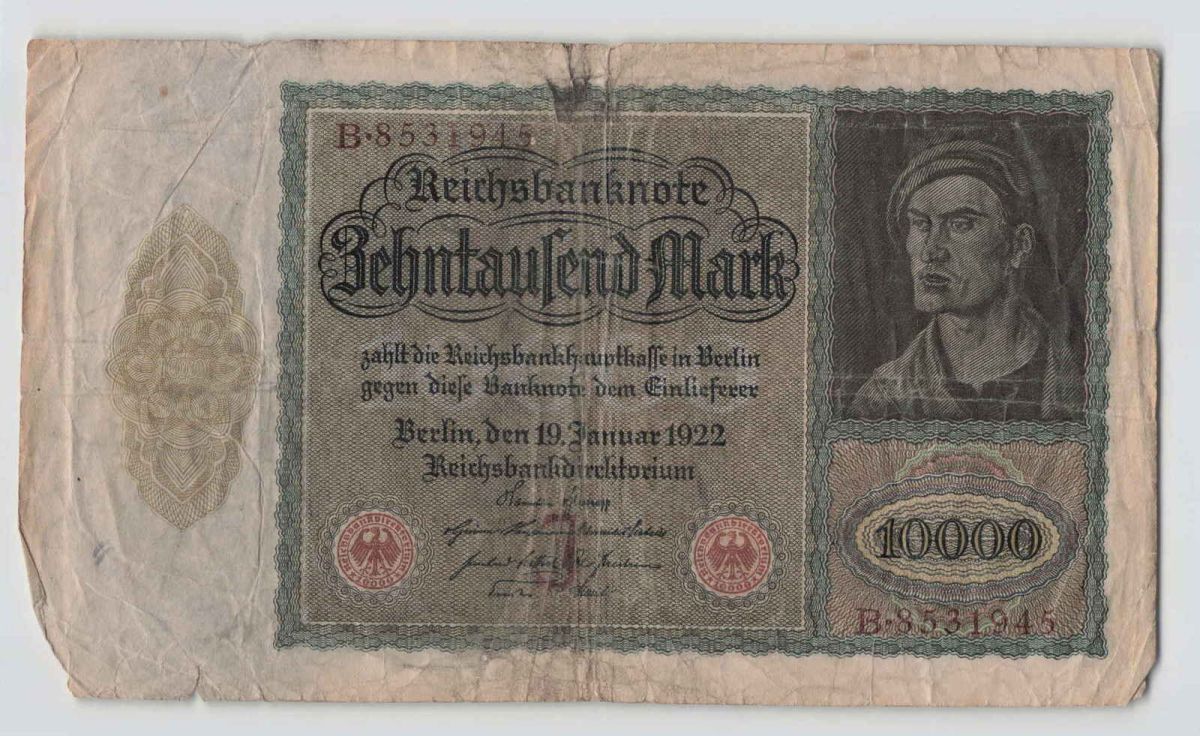 B·8531945
Reichsbanknote
Zehntausend Mark
zahlt die Reichsbankhauptkasse in Berlin
gegen diese Banknote dem Einlieferer
Berlin, den 19. Januar 1922
Reichsbankdirektorium
10000
B·8531945